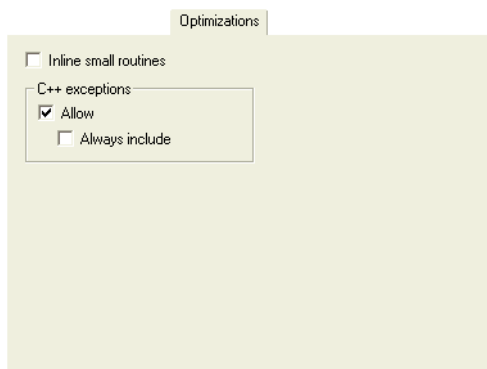 Optimizations
Inline small routines
C++ exceptions
Allow
Always include